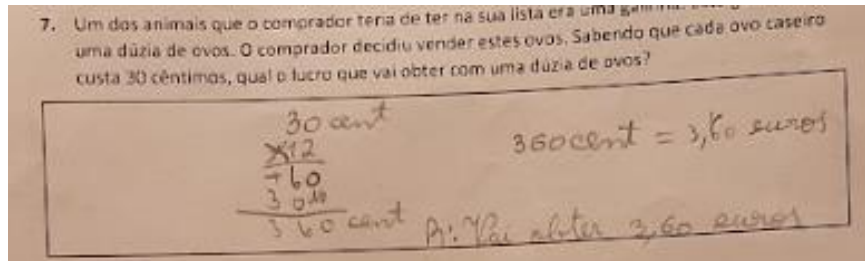 7. Um dos animais que o comprador teria de ter na sua lista era uma
uma dúzia de ovos. O comprador decidiu vender estes ovos. Sabendo que cada ovo caseiro
custa 30 cêntimos, qual o lucro que vai obter com uma dúzia de ovos?
30 cent
x12
+60
30
360 cent
360 cent = 3,60 euros
R: Vai obter 3,60 euros